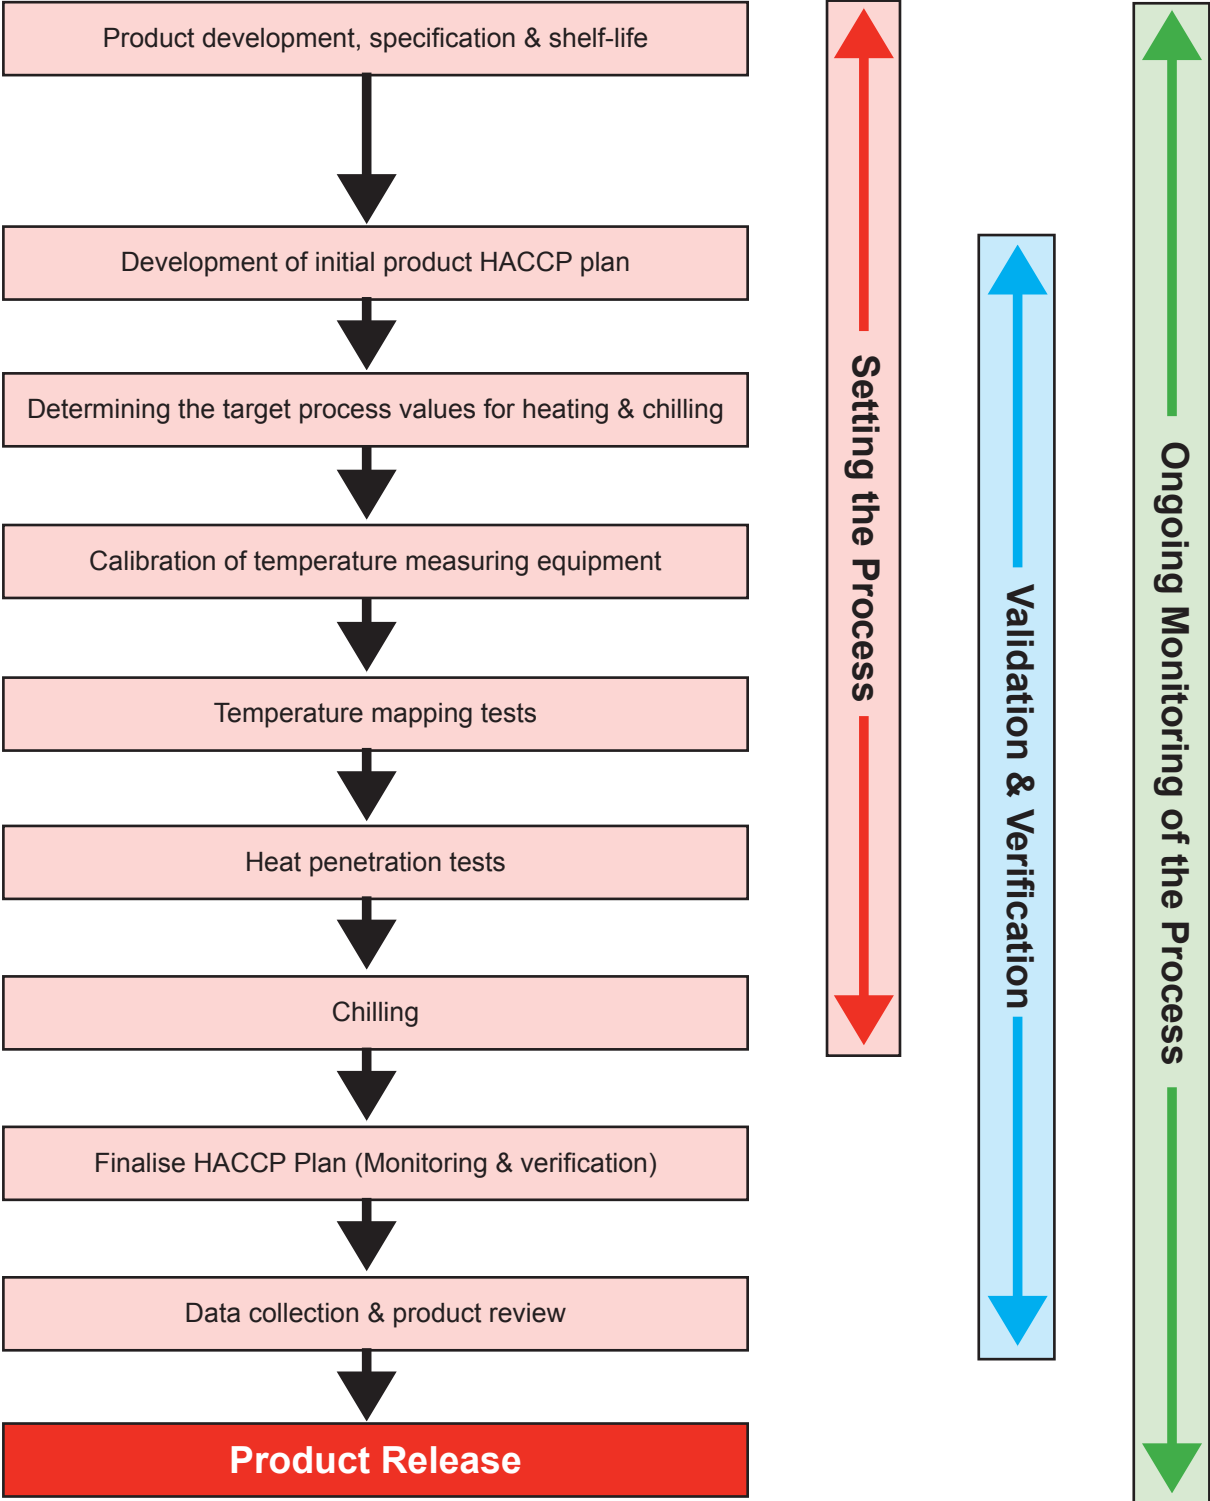 Product development, specification & shelf-life
Development of initial product HACCP plan
Determining the target process values for heating & chilling
Calibration of temperature measuring equipment
Temperature mapping tests
Heat penetration tests
Chilling
Finalise HACCP Plan (Monitoring & verification)
Data collection & product review
Product Release
Setting the Process
Validation & Verification
Ongoing Monitoring of the Process